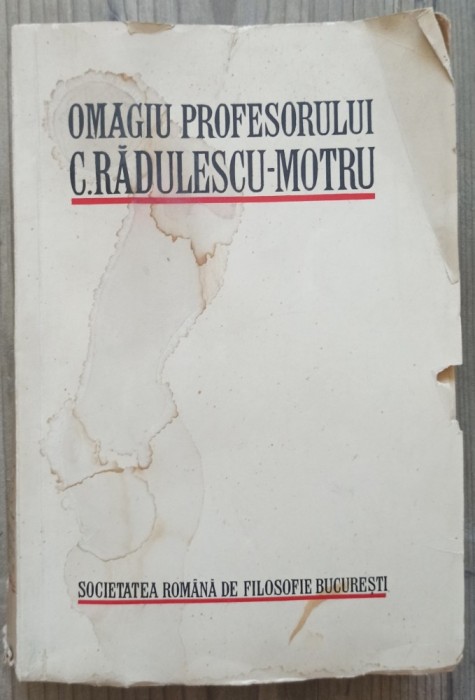 OMAGIU PROFESORULUI
C.RĂDULESCU-MOTRU
SOCIETATEA ROMÂNĂ DE FILOSOFIE BUCUREȘTI